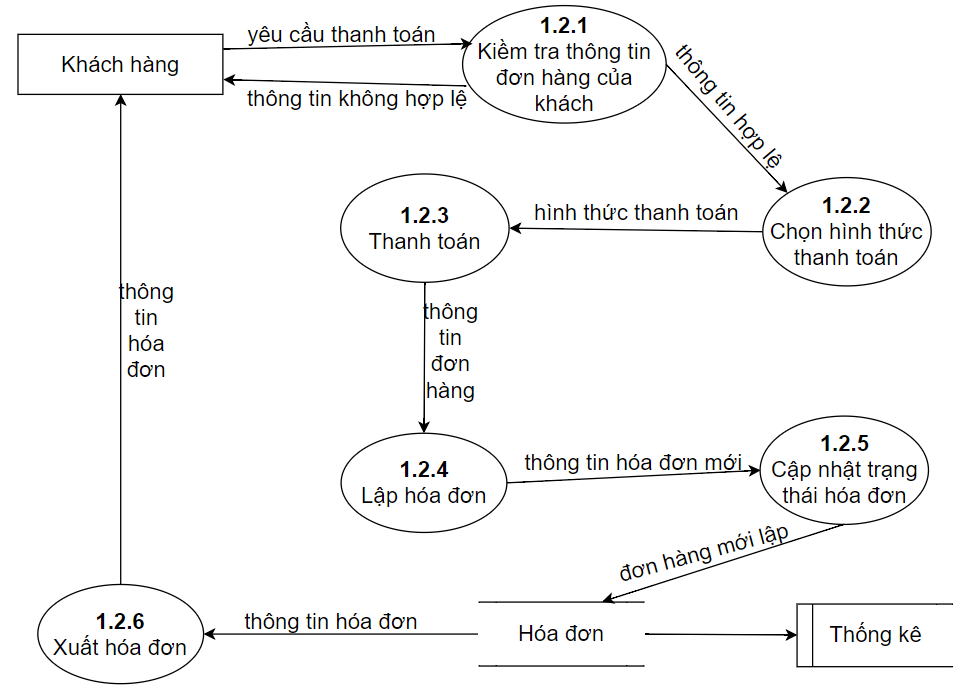 yêu cầu thanh toán
Khách hàng
thông tin không hợp lệ
1.2.1
Kiềm tra thông tin
đơn hàng của
khách
thông tin hợp lệ
1.2.2
Chọn hình thức
thanh toán
hình thức thanh toán
1.2.3
Thanh toán
thông
tin
đơn
hàng
thông
tin
hóa
đơn
1.2.4
Lập hóa đơn
thông tin hóa đơn mới
1.2.5
Cập nhật trạng
thái hóa đơn
đơn hàng mới lập
1.2.6
Xuất hóa đơn
thông tin hóa đơn
Hóa đơn
Thống kê